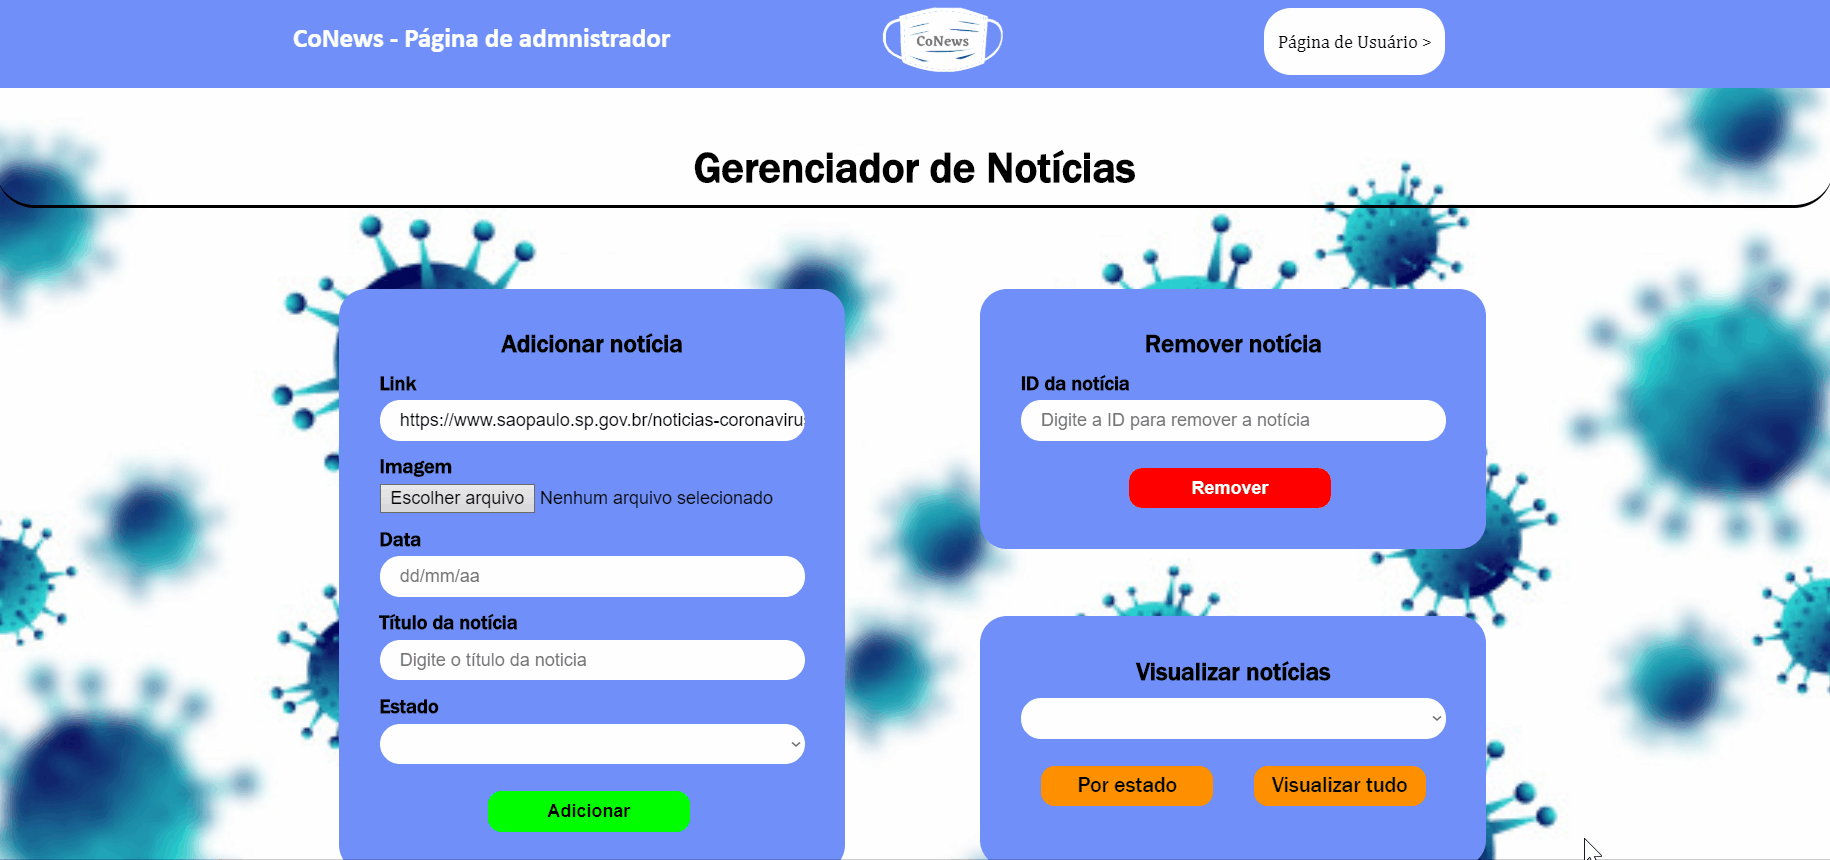 CoNews - Página de admnistrador
CoNews
Página de Usuário >
Gerenciador de Notícias
Adicionar notícia
Link
https://www.saopaulo.sp.gov.br/noticias-coronavirus
Imagem
Escolher arquivo Nenhum arquivo selecionado
Data
dd/mm/aa
Título da notícia
Digite o título da noticia
Estado
Adicionar
Remover notícia
ID da notícia
Digite a ID para remover a notícia
Remover
Visualizar notícias
Por estado
Visualizar tudo